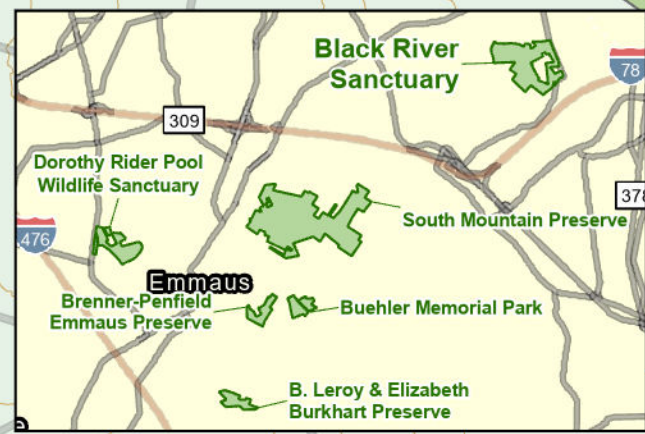 Black River
Sanctuary
78
309
Dorothy Rider Pool
Wildlife Sanctuary
378
South Mountain Preserve
476
Emmaus
Brenner-Penfield
Emmaus Preserve
Buehler Memorial Park
B. Leroy & Elizabeth
Burkhart Preserve
e